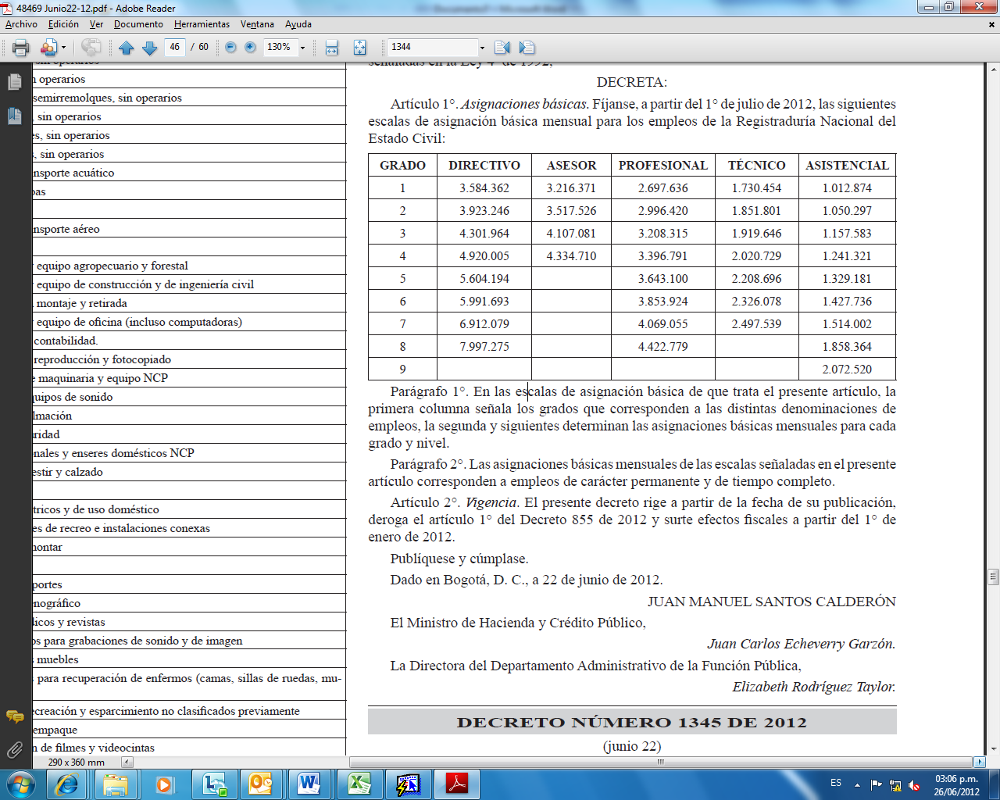 48469 Junio22-12.pdf - Adobe Reader
Archivo Edición Ver Documento Herramientas Ventana Ayuda
46 / 60 130% 1344
sin operarios
operarios
semirremolques, sin operarios
, sin operarios
es, sin operarios
, sin operarios
ansporte acuático
pas
ansporte aéreo
y equipo agropecuario y forestal
y equipo de construcción y de ingeniería civil
montaje y retirada
y equipo de oficina (incluso computadoras)
contabilidad.
reproducción y fotocopiado
e maquinaria y equipo NCP
quipos de sonido
lmación
uridad
onales y enseres domésticos NCP
estir y calzado
tricos y de uso doméstico
es de recreo e instalaciones conexas
nontar
portes
enográfico
licos y revistas
os para grabaciones de sonido y de imagen
s muebles
s para recuperación de enfermos (camas, sillas de ruedas, mu-
ecreación y esparcimiento no clasificados previamente
empaque
n de filmes y videocintas
señaladas en la Ley 4ª de 1992,
DECRETA:
Artículo 1°. Asignaciones básicas. Fíjanse, a partir del 1° de julio de 2012, las siguientes
escalas de asignación básica mensual para los empleos de la Registraduría Nacional del
Estado Civil:
GRADO DIRECTIVO ASESOR PROFESIONAL TÉCNICO ASISTENCIAL
1 3.584.362 3.216.371 2.697.636 1.730.454 1.012.874
2 3.923.246 3.517.526 2.996.420 1.851.801 1.050.297
3 4.301.964 4.107.081 3.208.315 1.919.646 1.157.583
4 4.920.005 4.334.710 3.396.791 2.020.729 1.241.321
5 5.604.194 3.643.100 2.208.696 1.329.181
6 5.991.693 3.853.924 2.326.078 1.427.736
7 6.912.079 4.069.055 2.497.539 1.514.002
8 7.997.275 4.422.779 1.858.364
9 2.072.520
Parágrafo 1°. En las escalas de asignación básica de que trata el presente artículo, la
primera columna señala los grados que corresponden a las distintas denominaciones de
empleos, la segunda y siguientes determinan las asignaciones básicas mensuales para cada
grado y nivel.
Parágrafo 2°. Las asignaciones básicas mensuales de las escalas señaladas en el presente
artículo corresponden a empleos de carácter permanente y de tiempo completo.
Artículo 2°. Vigencia. El presente decreto rige a partir de la fecha de su publicación,
deroga el artículo 1° del Decreto 855 de 2012 y surte efectos fiscales a partir del 1° de
enero de 2012.
Publíquese y cúmplase.
Dado en Bogotá, D. C., a 22 de junio de 2012.
JUAN MANUEL SANTOS CALDERÓN
El Ministro de Hacienda y Crédito Público,
Juan Carlos Echeverry Garzón.
La Directora del Departamento Administrativo de la Función Pública,
Elizabeth Rodríguez Taylor.
DECRETO NÚMERO 1345 DE 2012
(junio 22)
290 x 360 mm
ES
03:06 p.m.
26/06/2012